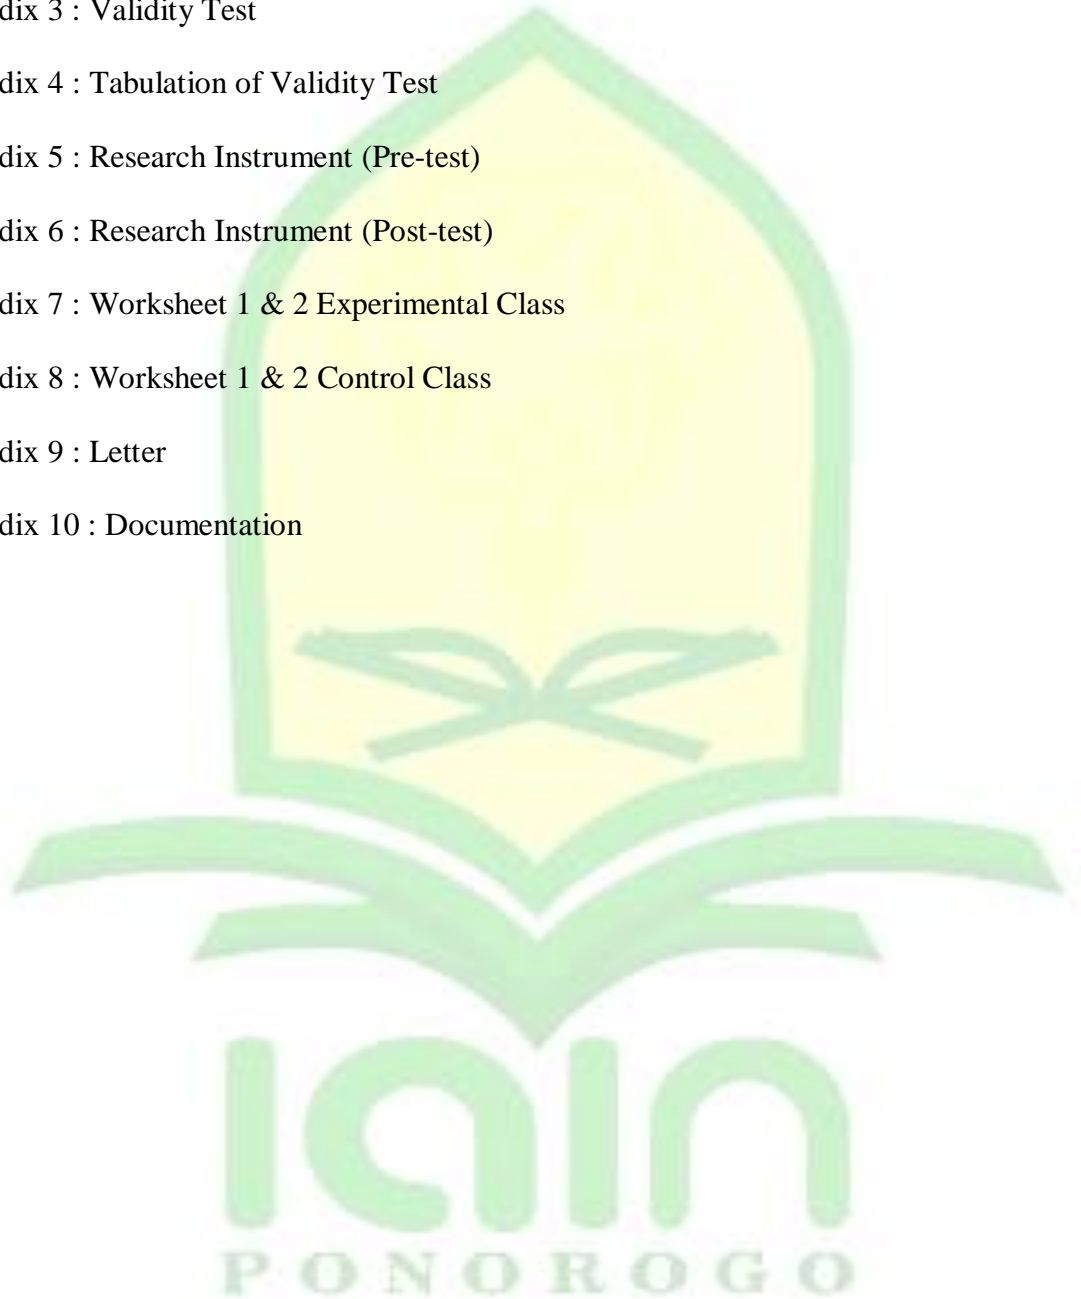 dix 3 : Validity Test
dix 4 : Tabulation of Validity Test
dix 5 : Research Instrument (Pre-test)
dix 6 : Research Instrument (Post-test)
dix 7 : Worksheet 1 & 2 Experimental Class
dix 8 : Worksheet 1 & 2 Control Class
dix 9 : Letter
dix 10 : Documentation
IAIN
PONOROGO